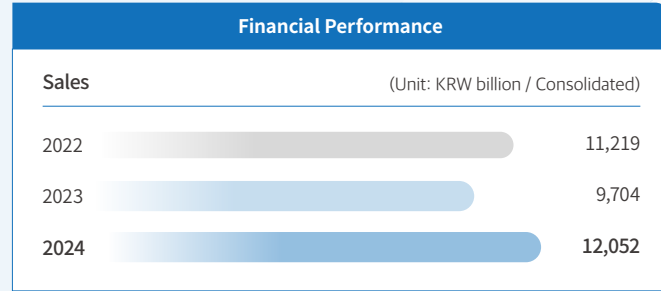 Financial Performance
Sales (Unit: KRW billion / Consolidated)
2022 11,219
2023 9,704
2024 12,052